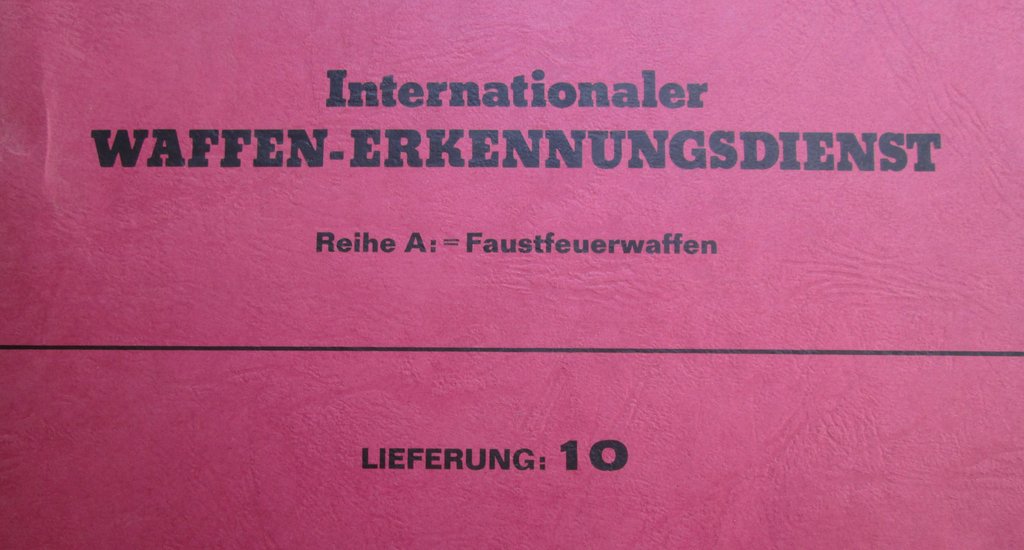 Internationaler
WAFFEN-ERKENNUNGSDIENST
Reihe A:= Faustfeuerwaffen
LIEFERUNG: 10